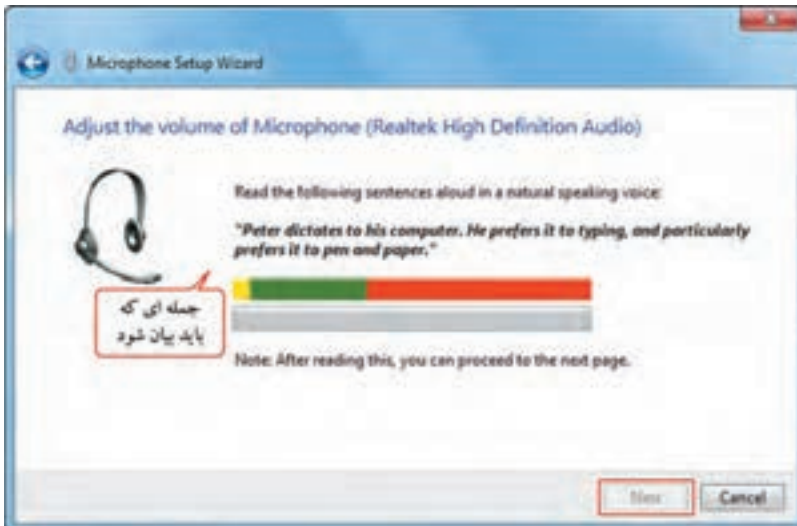 Microphone Setup Wizard
Adjust the volume of Microphone (Realtek High Definition Audio)
Read the following sentences aloud in a natural speaking voice:
"Peter dictates to his computer. He prefers it to typing, and particularly
prefers it to pen and paper."
جمله ای که
باید بیان شود
Note: After reading this, you can proceed to the next page.
Next
Cancel